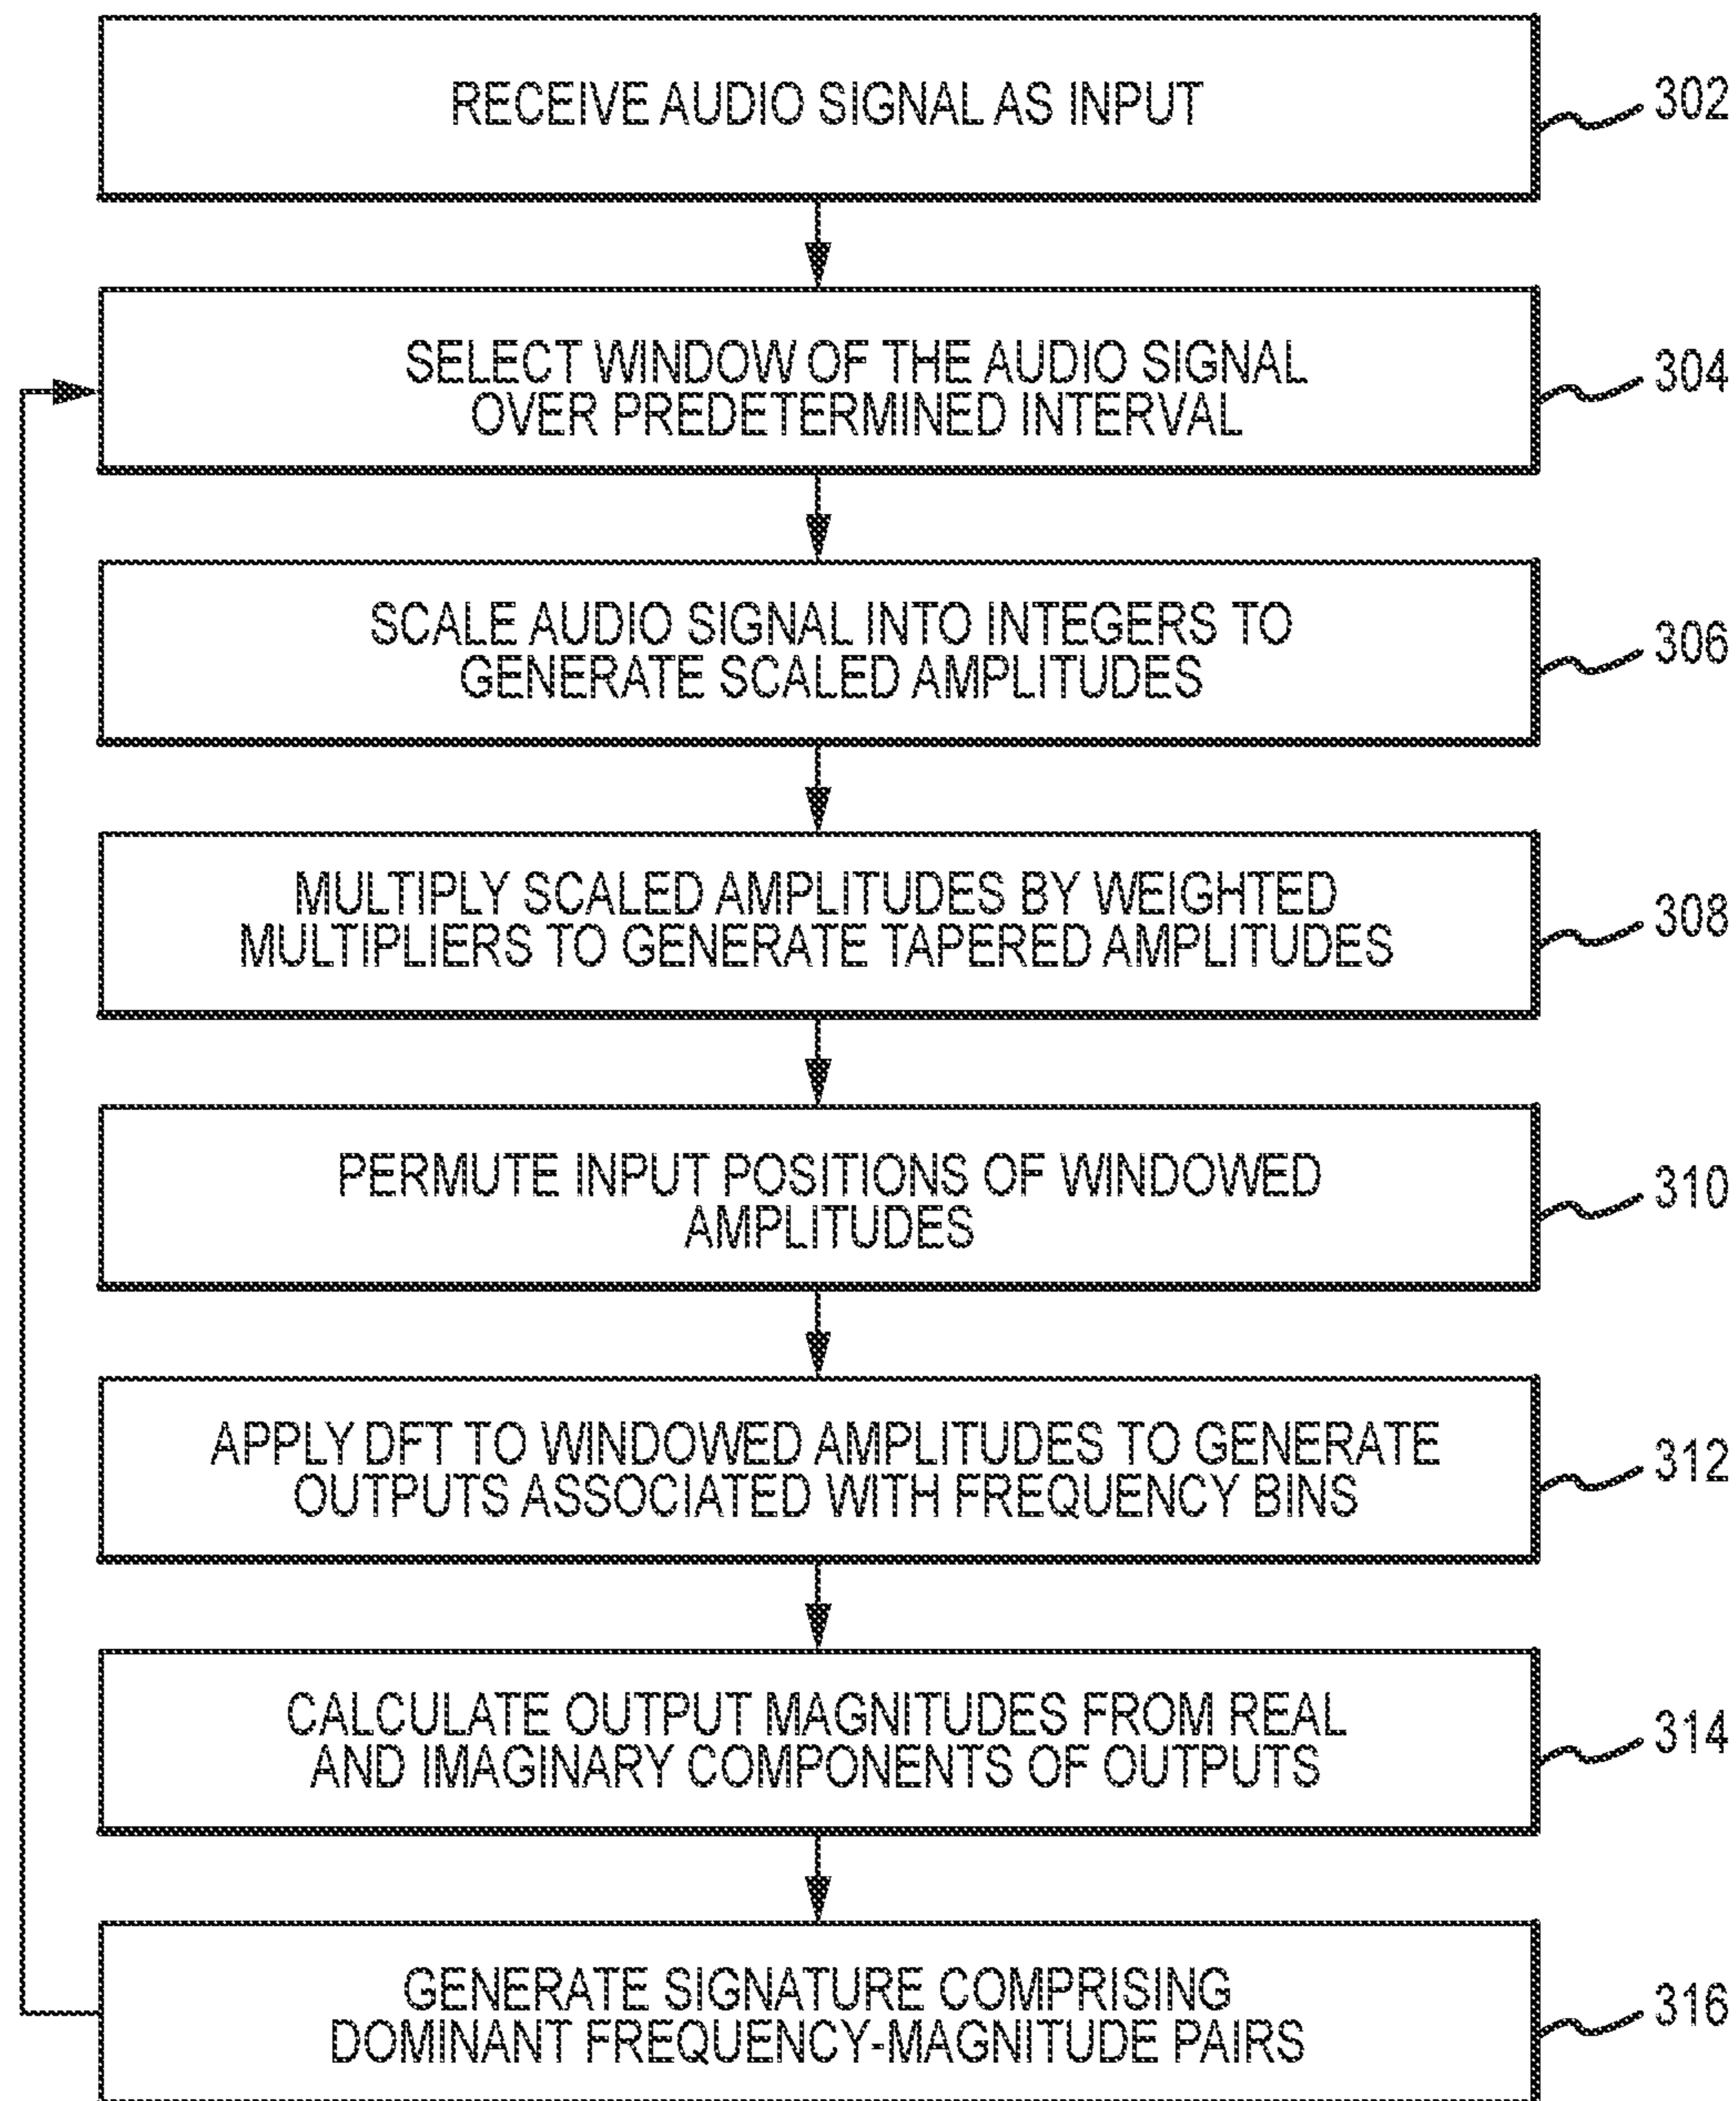 RECEIVE AUDIO SIGNAL AS INPUT
302
SELECT WINDOW OF THE AUDIO SIGNAL
OVER PREDETERMINED INTERVAL
304
SCALE AUDIO SIGNAL INTO INTEGERS TO
GENERATE SCALED AMPLITUDES
306
MULTIPLY SCALED AMPLITUDES BY WEIGHTED
MULTIPLIERS TO GENERATE TAPERED AMPLITUDES
308
PERMUTE INPUT POSITIONS OF WINDOWED
AMPLITUDES
310
APPLY DFT TO WINDOWED AMPLITUDES TO GENERATE
OUTPUTS ASSOCIATED WITH FREQUENCY BINS
312
CALCULATE OUTPUT MAGNITUDES FROM REAL
AND IMAGINARY COMPONENTS OF OUTPUTS
314
GENERATE SIGNATURE COMPRISING
DOMINANT FREQUENCY-MAGNITUDE PAIRS
316